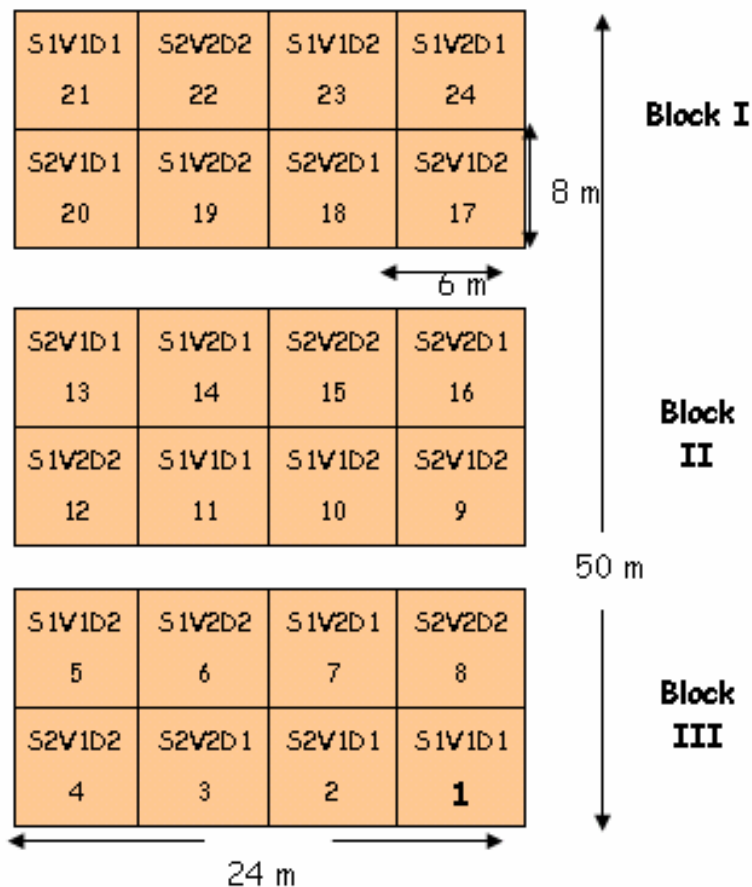 S1V1D1 S2V2D2 S1V1D2 S1V2D1
21 22 23 24
Block I
S2V1D1 S1V2D2 S2V2D1 S2V1D2
20 19 18 17
8 m
6 m
S2V1D1 S1V2D1 S2V2D2 S2V2D1
13 14 15 16
Block
II
S1V2D2 S1V1D1 S1V1D2 S2V1D2
12 11 10 9
50 m
S1V1D2 S1V2D2 S1V2D1 S2V2D2
5 6 7 8
Block
III
S2V1D2 S2V2D1 S2V1D1 S1V1D1
4 3 2 1
24 m